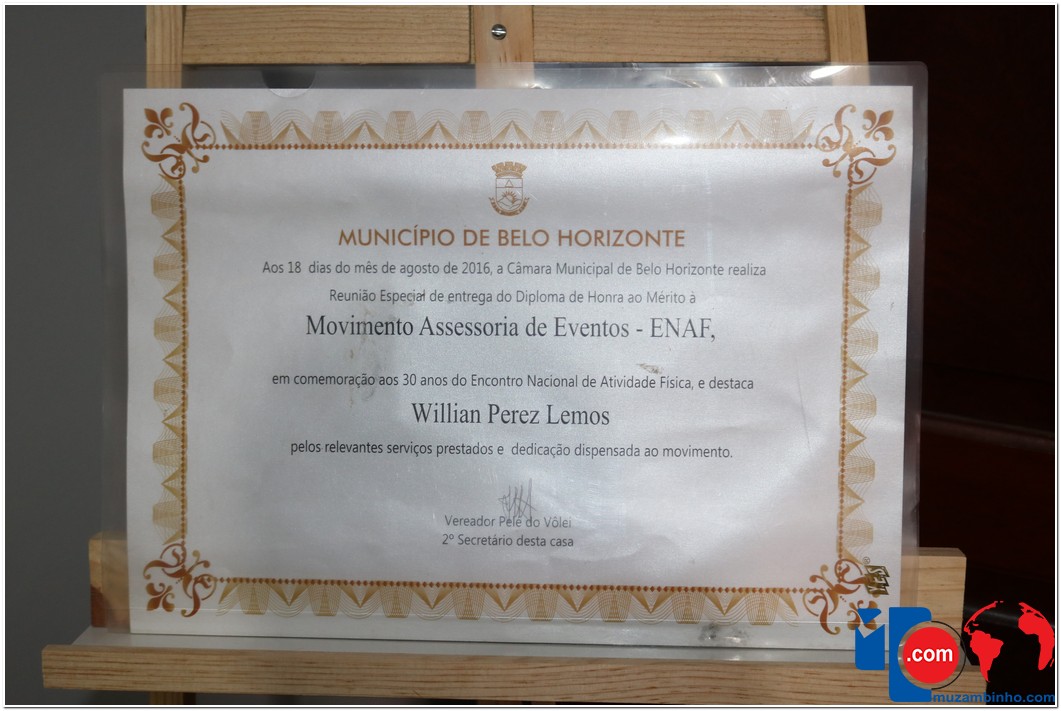 MUNICÍPIO DE BELO HORIZONTE
Aos 18 dias do mês de agosto de 2016, a Câmara Municipal de Belo Horizonte realiza
Reunião Especial de entrega do Diploma de Honra ao Mérito à
Movimento Assessoria de Eventos - ENAF,
em comemoração aos 30 anos do Encontro Nacional de Atividade Física, e destaca
Willian Perez Lemos
pelos relevantes serviços prestados e dedicação dispensada ao movimento.
Vereador Pelé do Vôlei
2º Secretário desta casa
.com
muzambinho.com